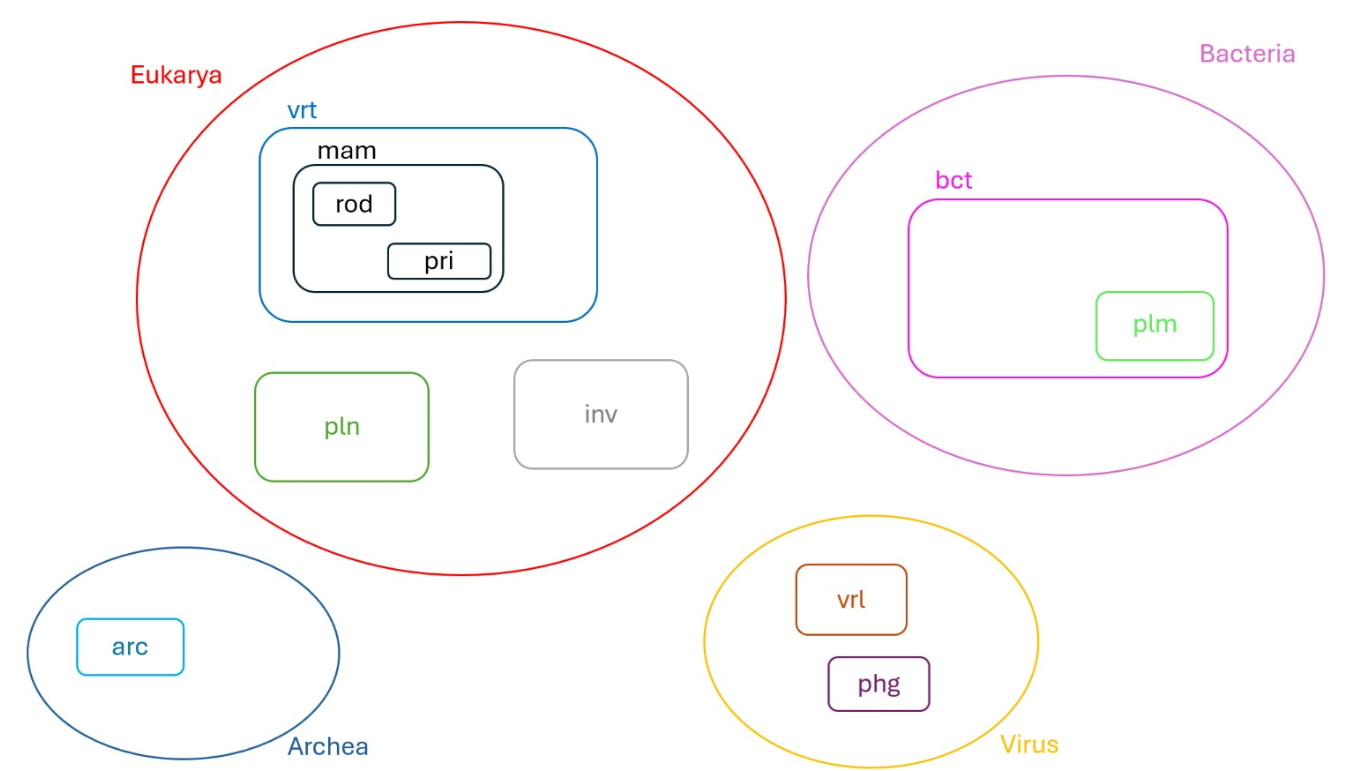 Eukarya
Bacteria
vrt
mam
rod
pri
bct
plm
pln
inv
arc
Archea
vrl
phg
Virus